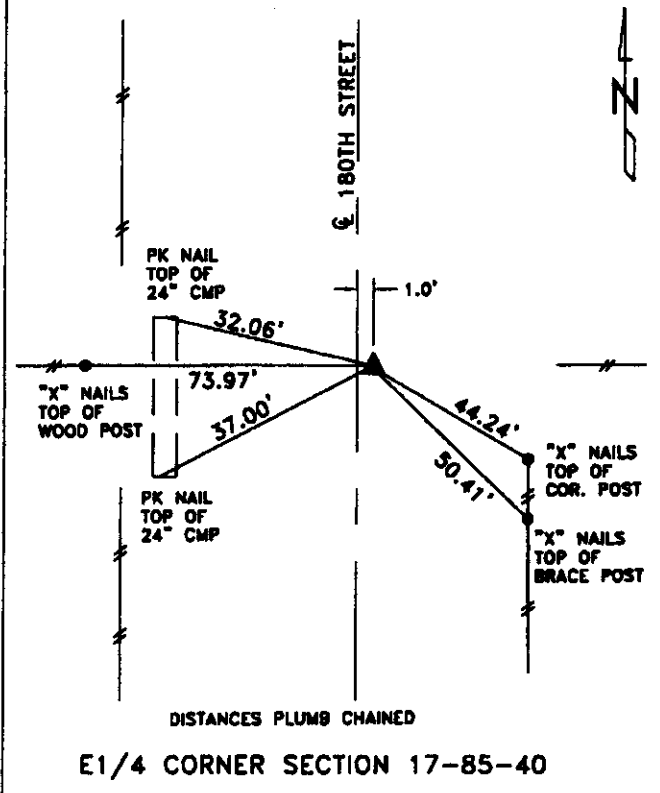 ℄ 180TH STREET
N
PK NAIL
TOP OF
24" CMP
1.0'
32.06'
73.97'
37.00'
44.24'
50.41'
"X" NAILS
TOP OF
WOOD POST
"X" NAILS
TOP OF
COR. POST
PK NAIL
TOP OF
24" CMP
"X" NAILS
TOP OF
BRACE POST
DISTANCES PLUMB CHAINED
E1/4 CORNER SECTION 17-85-40